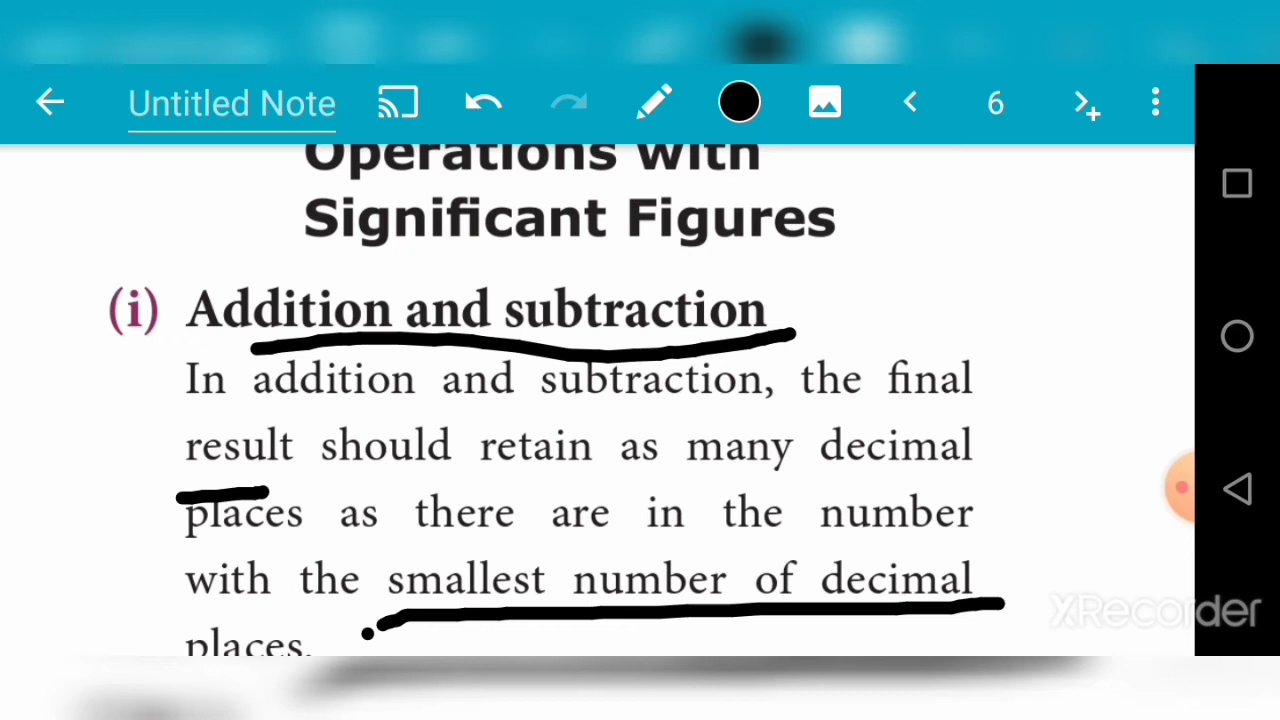 Untitled Note
6
Operations with
Significant Figures
(i) Addition and subtraction
In addition and subtraction, the final
result should retain as many decimal
places as there are in the number
with the smallest number of decimal
places.
XRecorder